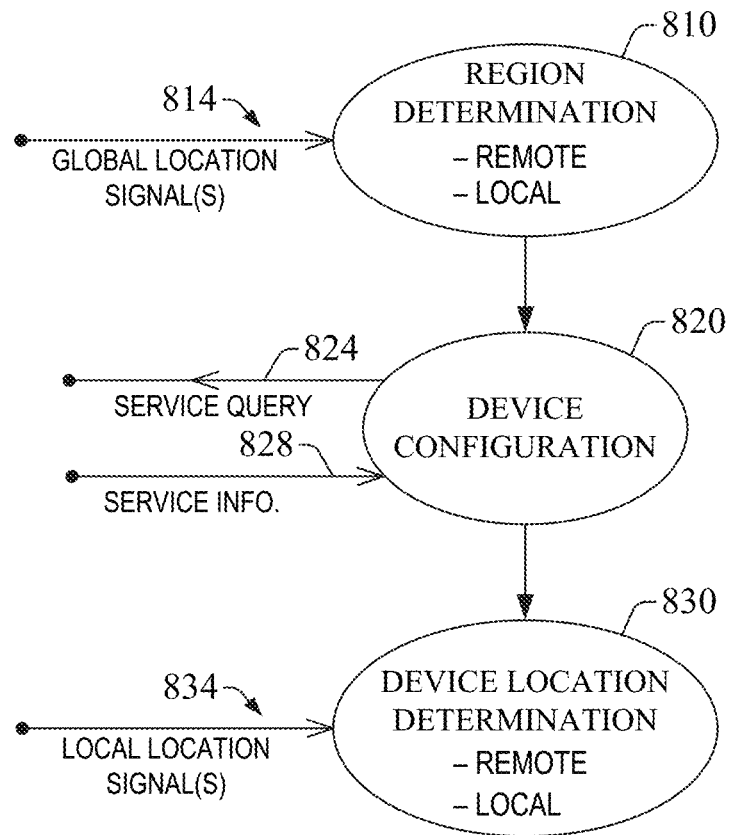 810
REGION
DETERMINATION
– REMOTE
– LOCAL
814
GLOBAL LOCATION
SIGNAL(S)
820
824
SERVICE QUERY
DEVICE
CONFIGURATION
828
SERVICE INFO.
830
DEVICE LOCATION
DETERMINATION
– REMOTE
– LOCAL
834
LOCAL LOCATION
SIGNAL(S)